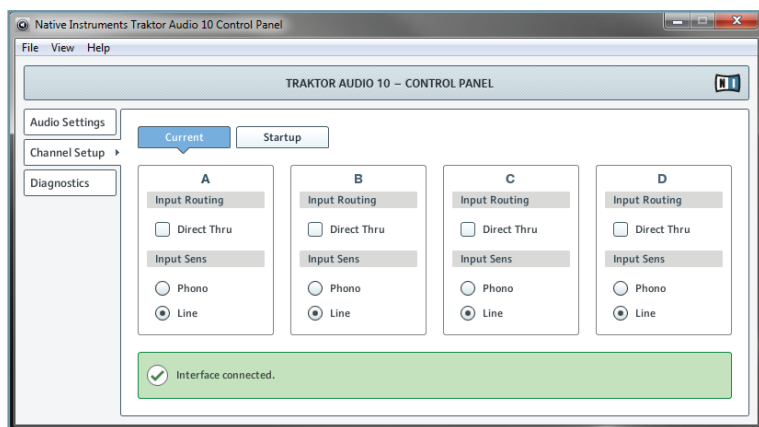 Native Instruments Traktor Audio 10 Control Panel
File View Help
TRAKTOR AUDIO 10 – CONTROL PANEL
NI
Audio Settings
Channel Setup
Diagnostics
Current Startup
A B C D
Input Routing Input Routing Input Routing Input Routing
Direct Thru Direct Thru Direct Thru Direct Thru
Input Sens Input Sens Input Sens Input Sens
Phono Phono Phono Phono
Line Line Line Line
Interface connected.